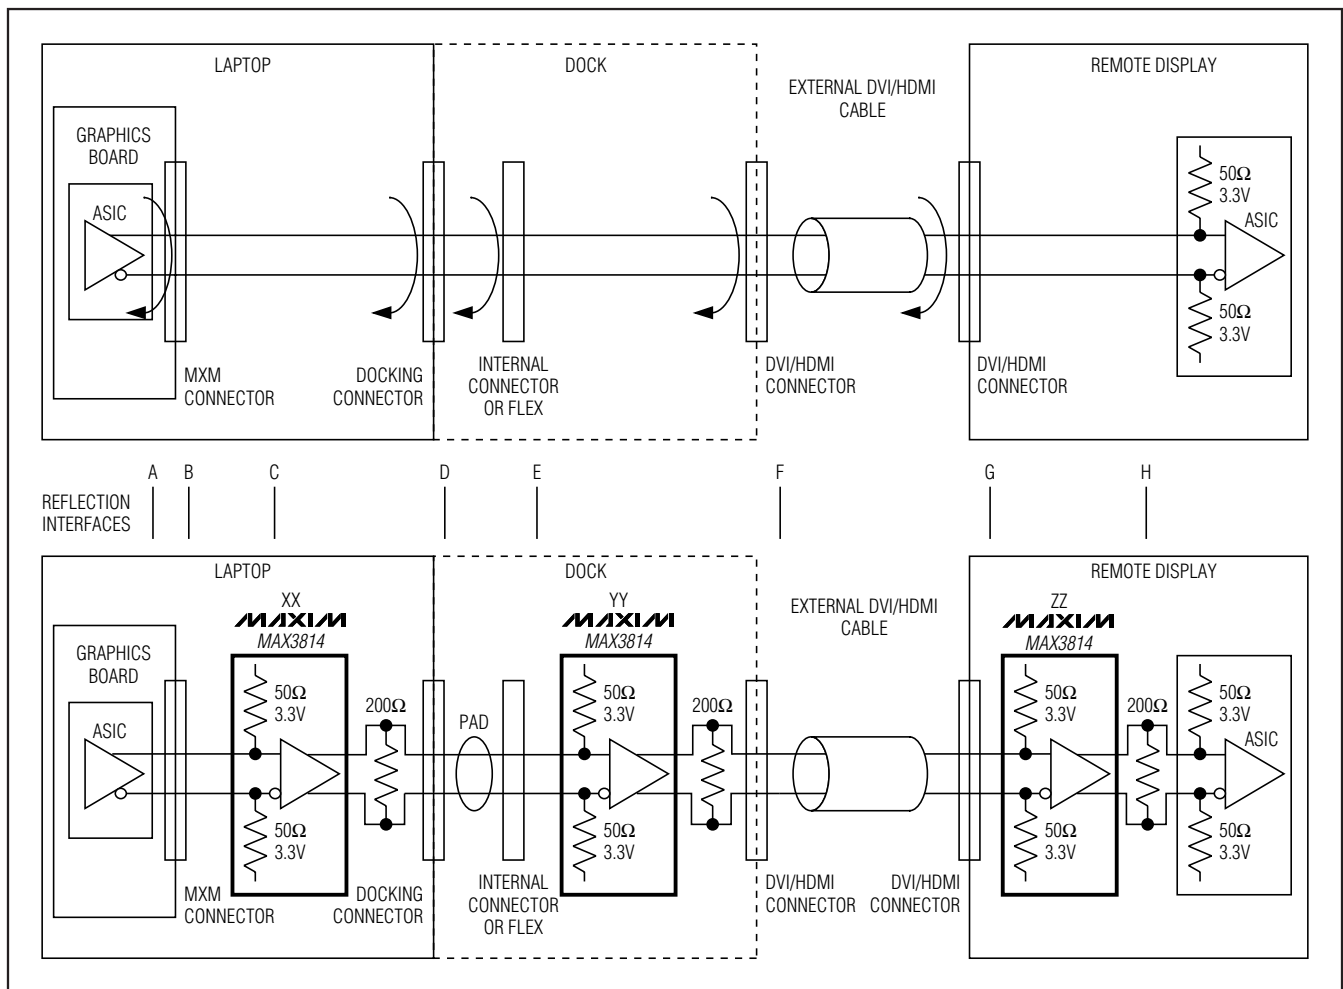 LAPTOP
DOCK
EXTERNAL DVI/HDMI
CABLE
REMOTE DISPLAY
GRAPHICS
BOARD
ASIC
50Ω
3.3V
ASIC
50Ω
3.3V
MXM
CONNECTOR
DOCKING
CONNECTOR
INTERNAL
CONNECTOR
OR FLEX
DVI/HDMI
CONNECTOR
DVI/HDMI
CONNECTOR
REFLECTION
INTERFACES
A
B
C
D
E
F
G
H
LAPTOP
DOCK
EXTERNAL DVI/HDMI
CABLE
REMOTE DISPLAY
XX
MAXIM
MAX3814
YY
MAXIM
MAX3814
ZZ
MAXIM
MAX3814
GRAPHICS
BOARD
ASIC
50Ω
3.3V
200Ω
PAD
50Ω
3.3V
200Ω
50Ω
3.3V
200Ω
50Ω
3.3V
ASIC
50Ω
3.3V
50Ω
3.3V
50Ω
3.3V
50Ω
3.3V
MXM
CONNECTOR
DOCKING
CONNECTOR
INTERNAL
CONNECTOR
OR FLEX
DVI/HDMI
CONNECTOR
DVI/HDMI
CONNECTOR